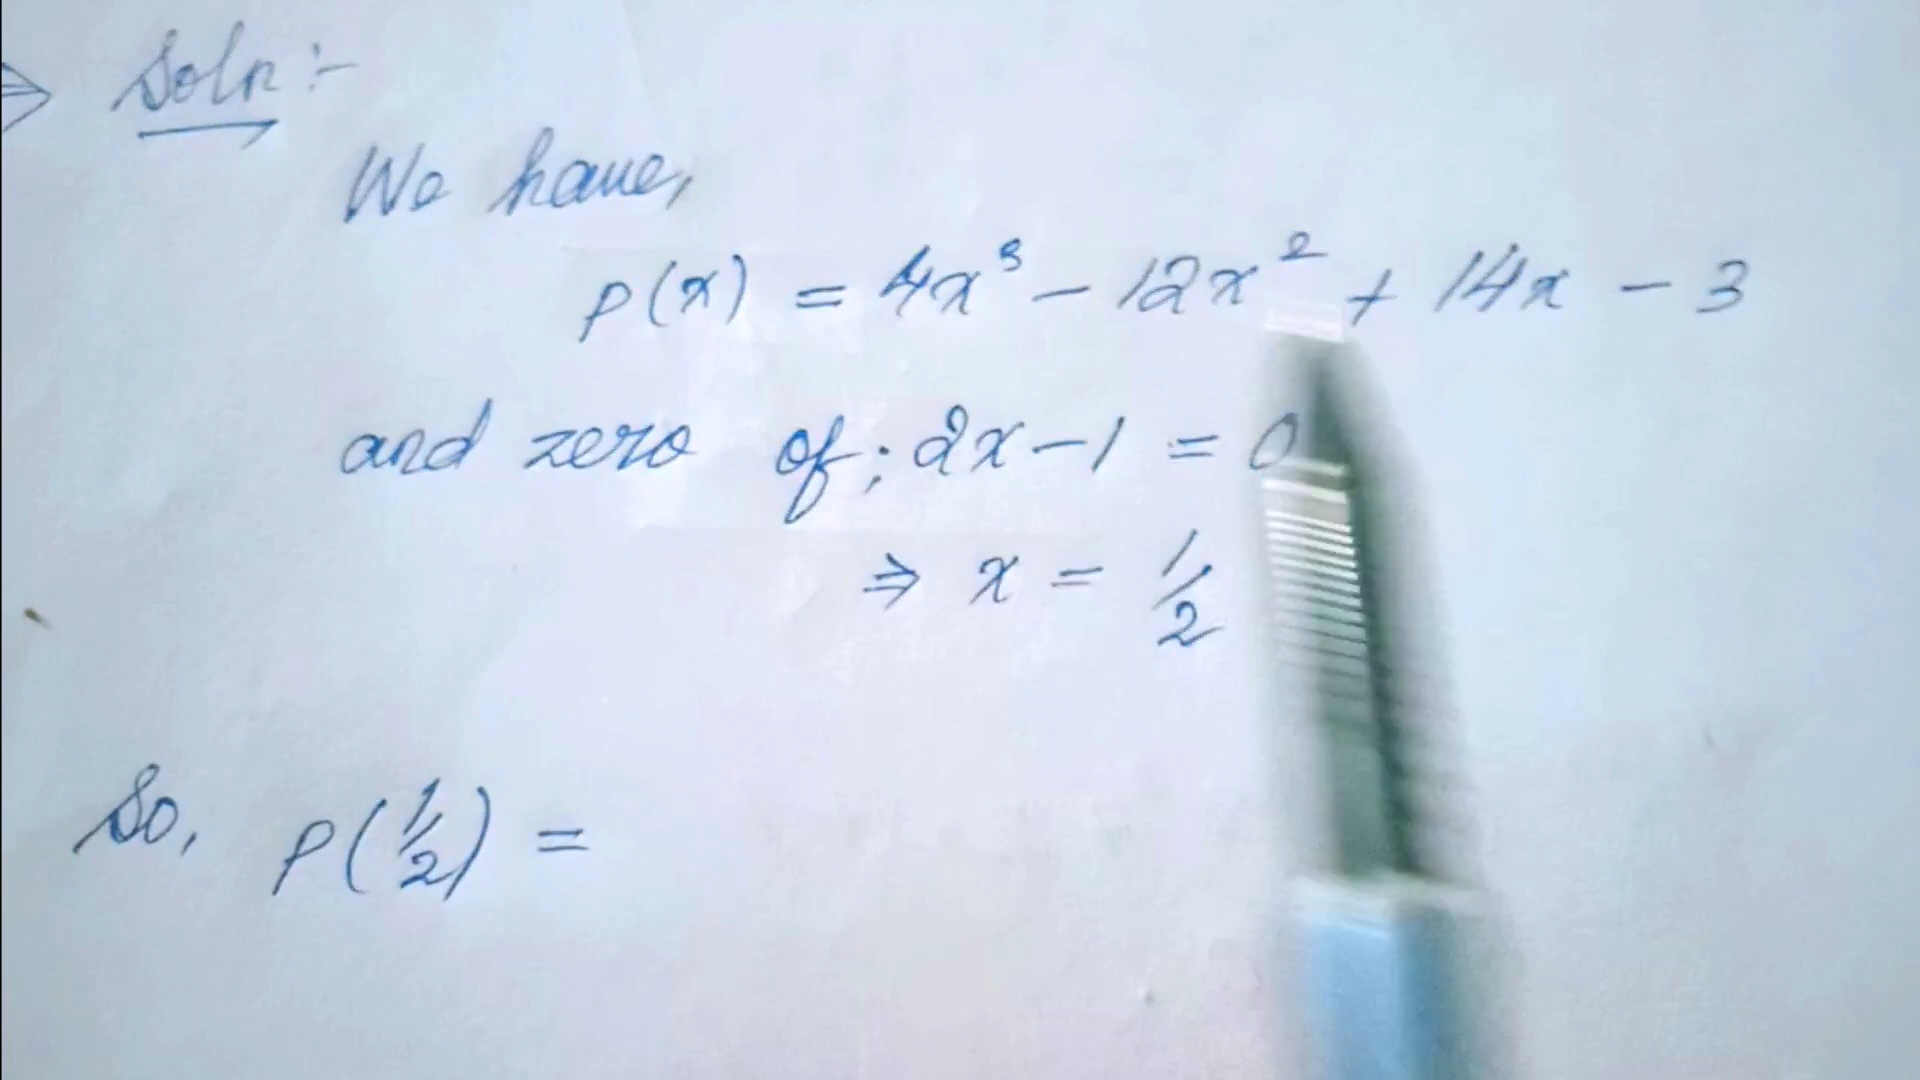 ⇒ Soln :-
We have,
p(x) = 4x³ - 12x² + 14x - 3
and zero of; 2x - 1 = 0
⇒ x = 1/2
So, p(1/2) =